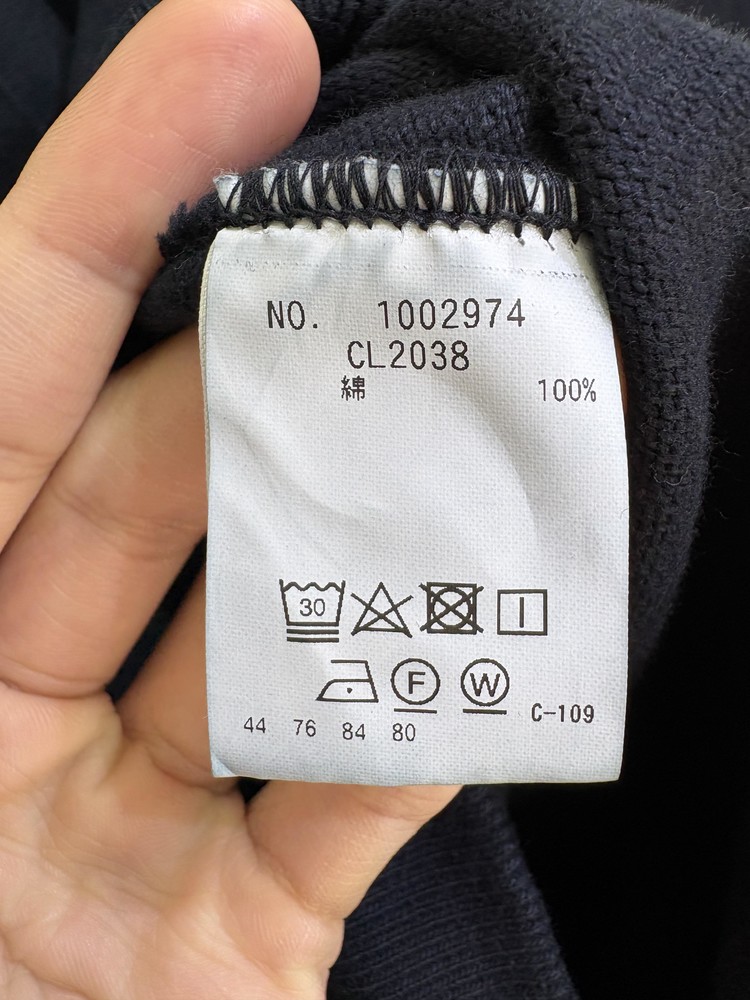 NO. 1002974
CL2038
綿 100%
30
F W
C-109
44 76 84 80